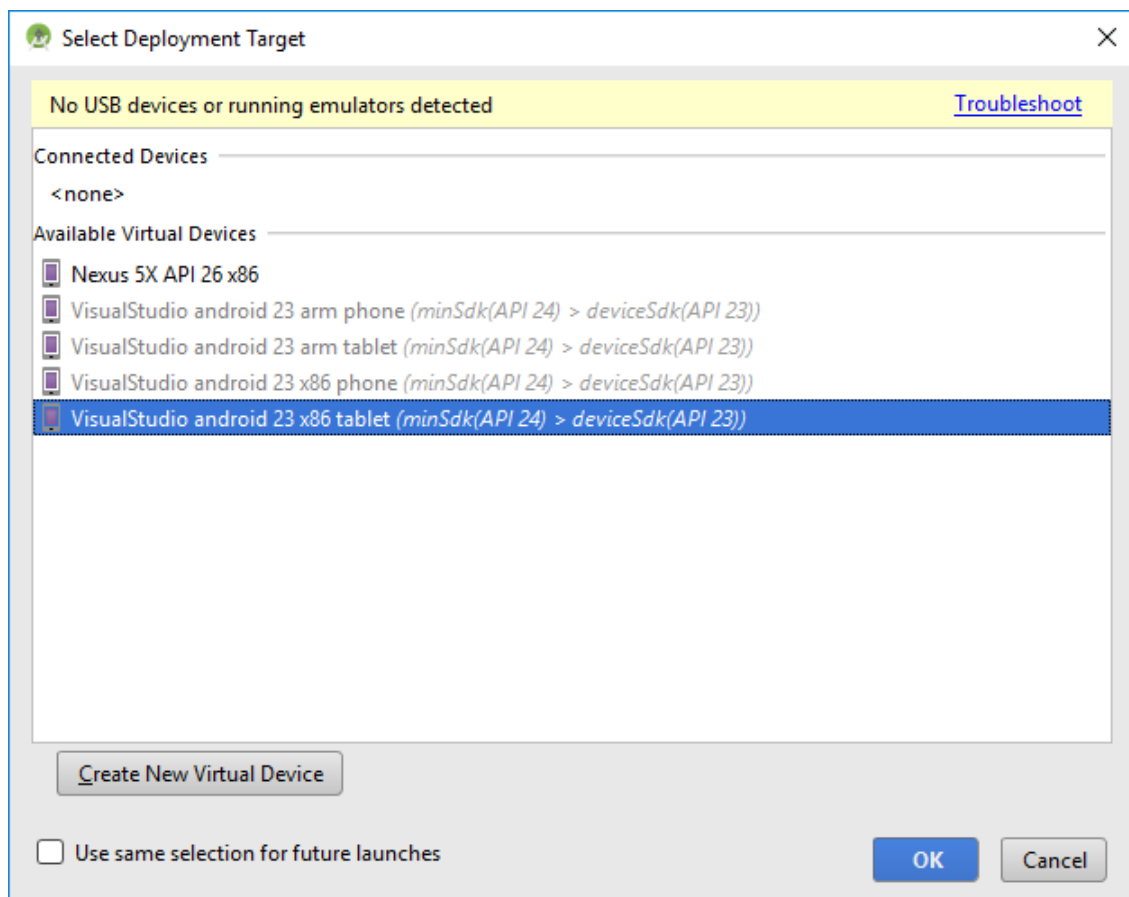 Select Deployment Target
No USB devices or running emulators detected Troubleshoot
Connected Devices
<none>
Available Virtual Devices
Nexus 5X API 26 x86
VisualStudio android 23 arm phone (minSdk(API 24) > deviceSdk(API 23))
VisualStudio android 23 arm tablet (minSdk(API 24) > deviceSdk(API 23))
VisualStudio android 23 x86 phone (minSdk(API 24) > deviceSdk(API 23))
VisualStudio android 23 x86 tablet (minSdk(API 24) > deviceSdk(API 23))
Create New Virtual Device
Use same selection for future launches
OK Cancel